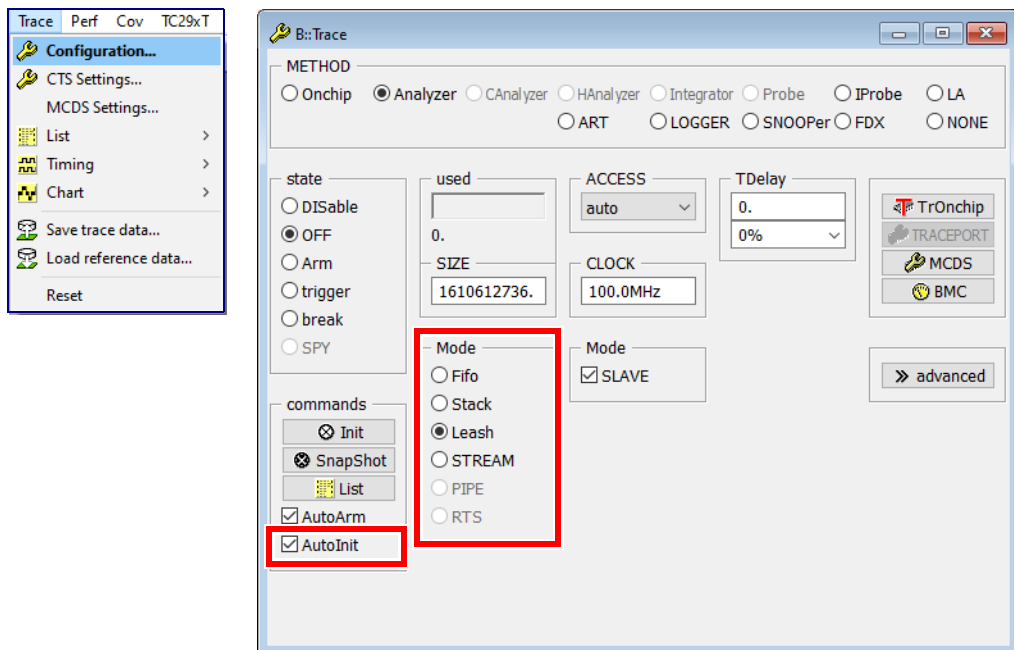 Trace Perf Cov TC29xT
Configuration...
CTS Settings...
MCDS Settings...
List
Timing
Chart
Save trace data...
Load reference data...
Reset
B::Trace
METHOD
Onchip Analyzer CAnalyzer HAnalyzer Integrator Probe IProbe LA
ART LOGGER SNOOPer FDX NONE
state
DISable
OFF
Arm
trigger
break
SPY
used
0.
SIZE
1610612736.
ACCESS
auto
CLOCK
100.0MHz
TDelay
0.
0%
TrOnchip
TRACEPORT
MCDS
BMC
commands
Init
SnapShot
List
AutoArm
AutoInit
Mode
Fifo
Stack
Leash
STREAM
PIPE
RTS
Mode
SLAVE
advanced